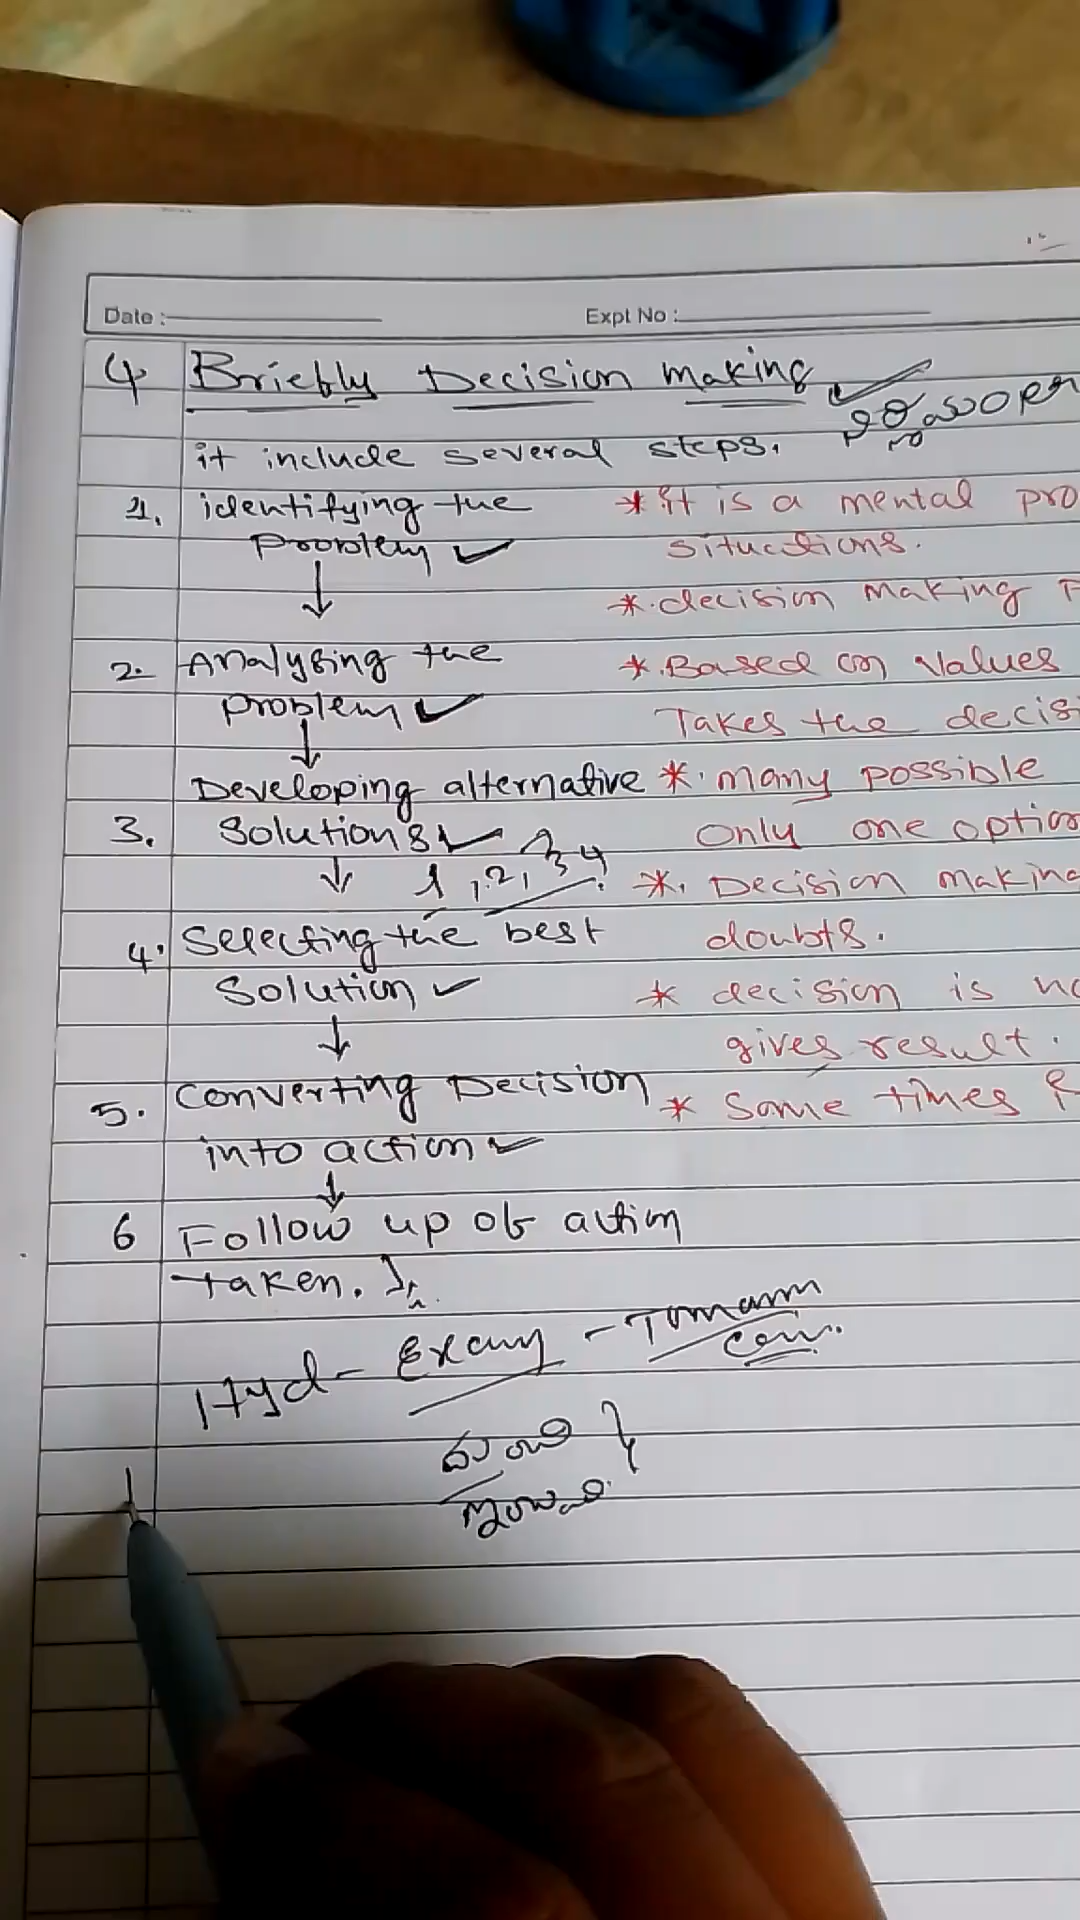 Date :
Expt No :
4 Briefly Decision making
it include several steps.
1. identifying the * it is a mental pro
Problem situcations.
* decision making
2. Analysing the * Based on values
problem Takes the decis
Developing alternative * many possible
3. Solutions Only one option
1, 2, 3, 4 * Decision making
4. Selecting the best doubts.
Solution * decision is no
gives result.
5. Converting Decision * Some times
into action
6 Follow up of action
taken.
Hyd - Exam -